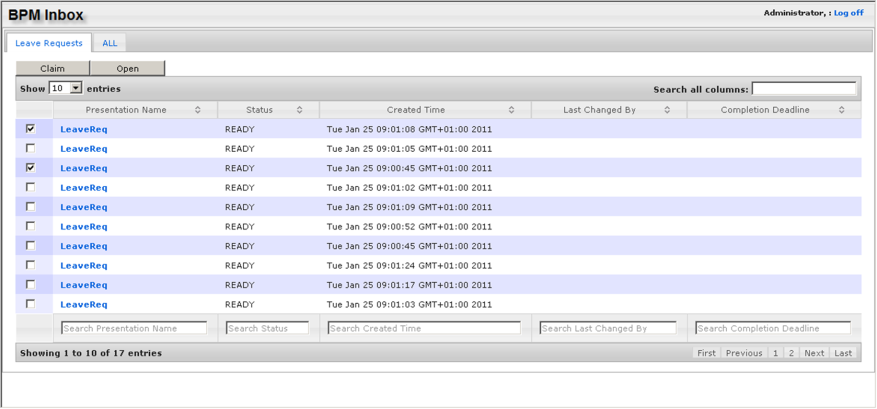 BPM Inbox
Administrator, : Log off
Leave Requests ALL
Claim Open
Show 10 entries Search all columns:
Presentation Name Status Created Time Last Changed By Completion Deadline
LeaveReq READY Tue Jan 25 09:01:08 GMT+01:00 2011
LeaveReq READY Tue Jan 25 09:01:05 GMT+01:00 2011
LeaveReq READY Tue Jan 25 09:00:45 GMT+01:00 2011
LeaveReq READY Tue Jan 25 09:01:02 GMT+01:00 2011
LeaveReq READY Tue Jan 25 09:01:09 GMT+01:00 2011
LeaveReq READY Tue Jan 25 09:00:52 GMT+01:00 2011
LeaveReq READY Tue Jan 25 09:00:45 GMT+01:00 2011
LeaveReq READY Tue Jan 25 09:01:24 GMT+01:00 2011
LeaveReq READY Tue Jan 25 09:01:17 GMT+01:00 2011
LeaveReq READY Tue Jan 25 09:01:03 GMT+01:00 2011
Search Presentation Name Search Status Search Created Time Search Last Changed By Search Completion Deadline
Showing 1 to 10 of 17 entries First Previous 1 2 Next Last